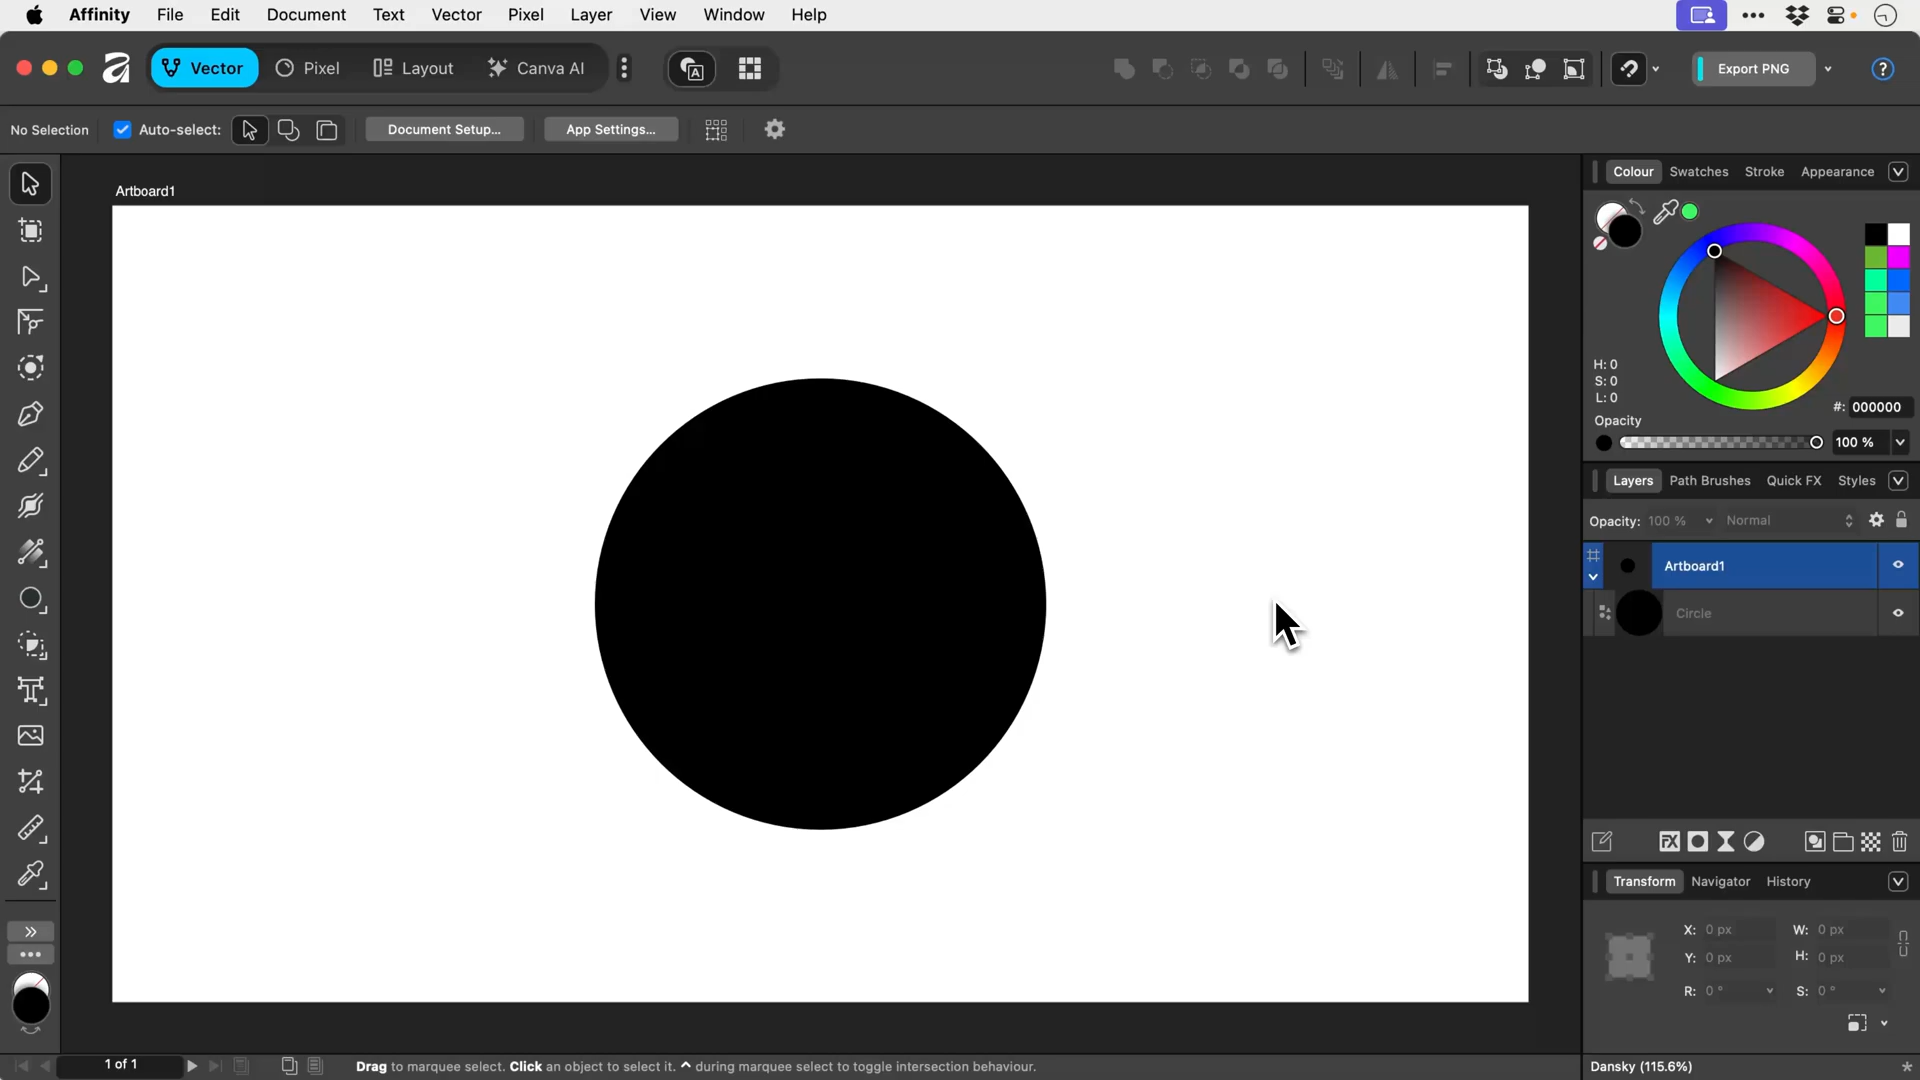 Affinity File Edit Document Text Vector Pixel Layer View Window Help
Vector Pixel Layout Canva AI Export PNG
No Selection Auto-select: Document Setup... App Settings...
Artboard1
Colour Swatches Stroke Appearance
H: 0
S: 0
L: 0
#: 000000
Opacity
100 %
Layers Path Brushes Quick FX Styles
Opacity: 100 % Normal
Artboard1
Circle
FX
Transform Navigator History
X: 0 px W: 0 px
Y: 0 px H: 0 px
R: 0 ° S: 0 °
1 of 1 Drag to marquee select. Click an object to select it. ^ during marquee select to toggle intersection behaviour. Dansky (115.6%)